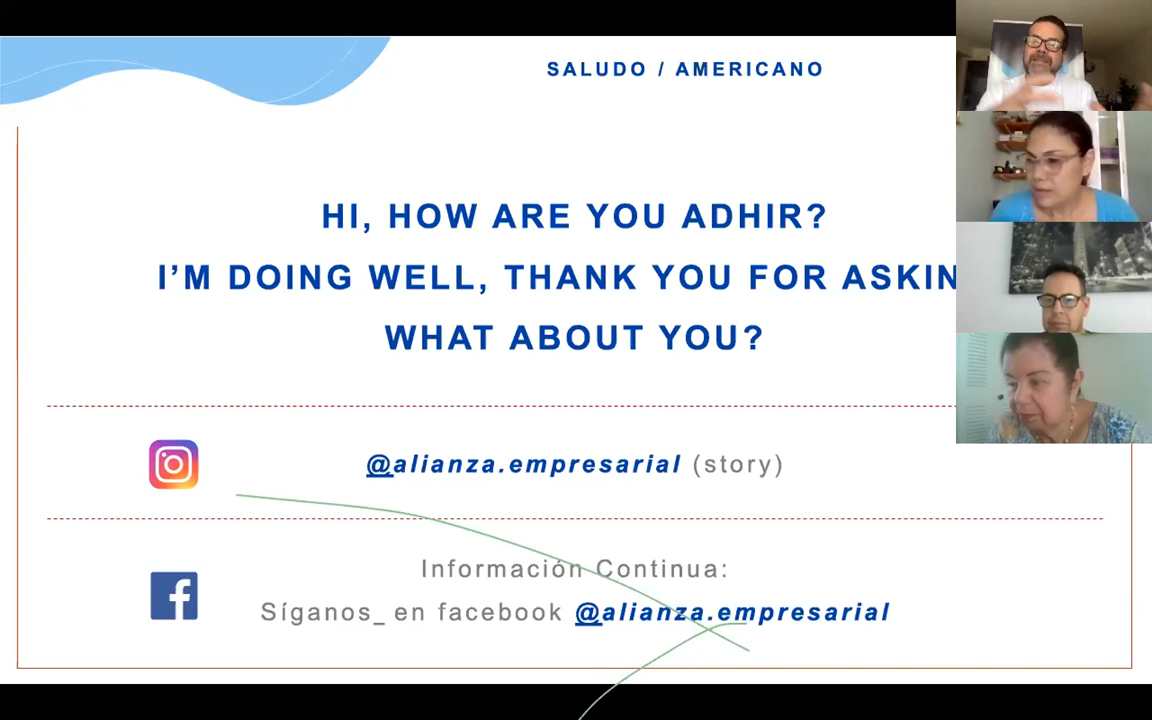 SALUDO / AMERICANO
HI, HOW ARE YOU ADHIR?
I’M DOING WELL, THANK YOU FOR ASKIN
WHAT ABOUT YOU?
@alianza.empresarial (story)
Información Continua:
Síganos_ en facebook @alianza.empresarial